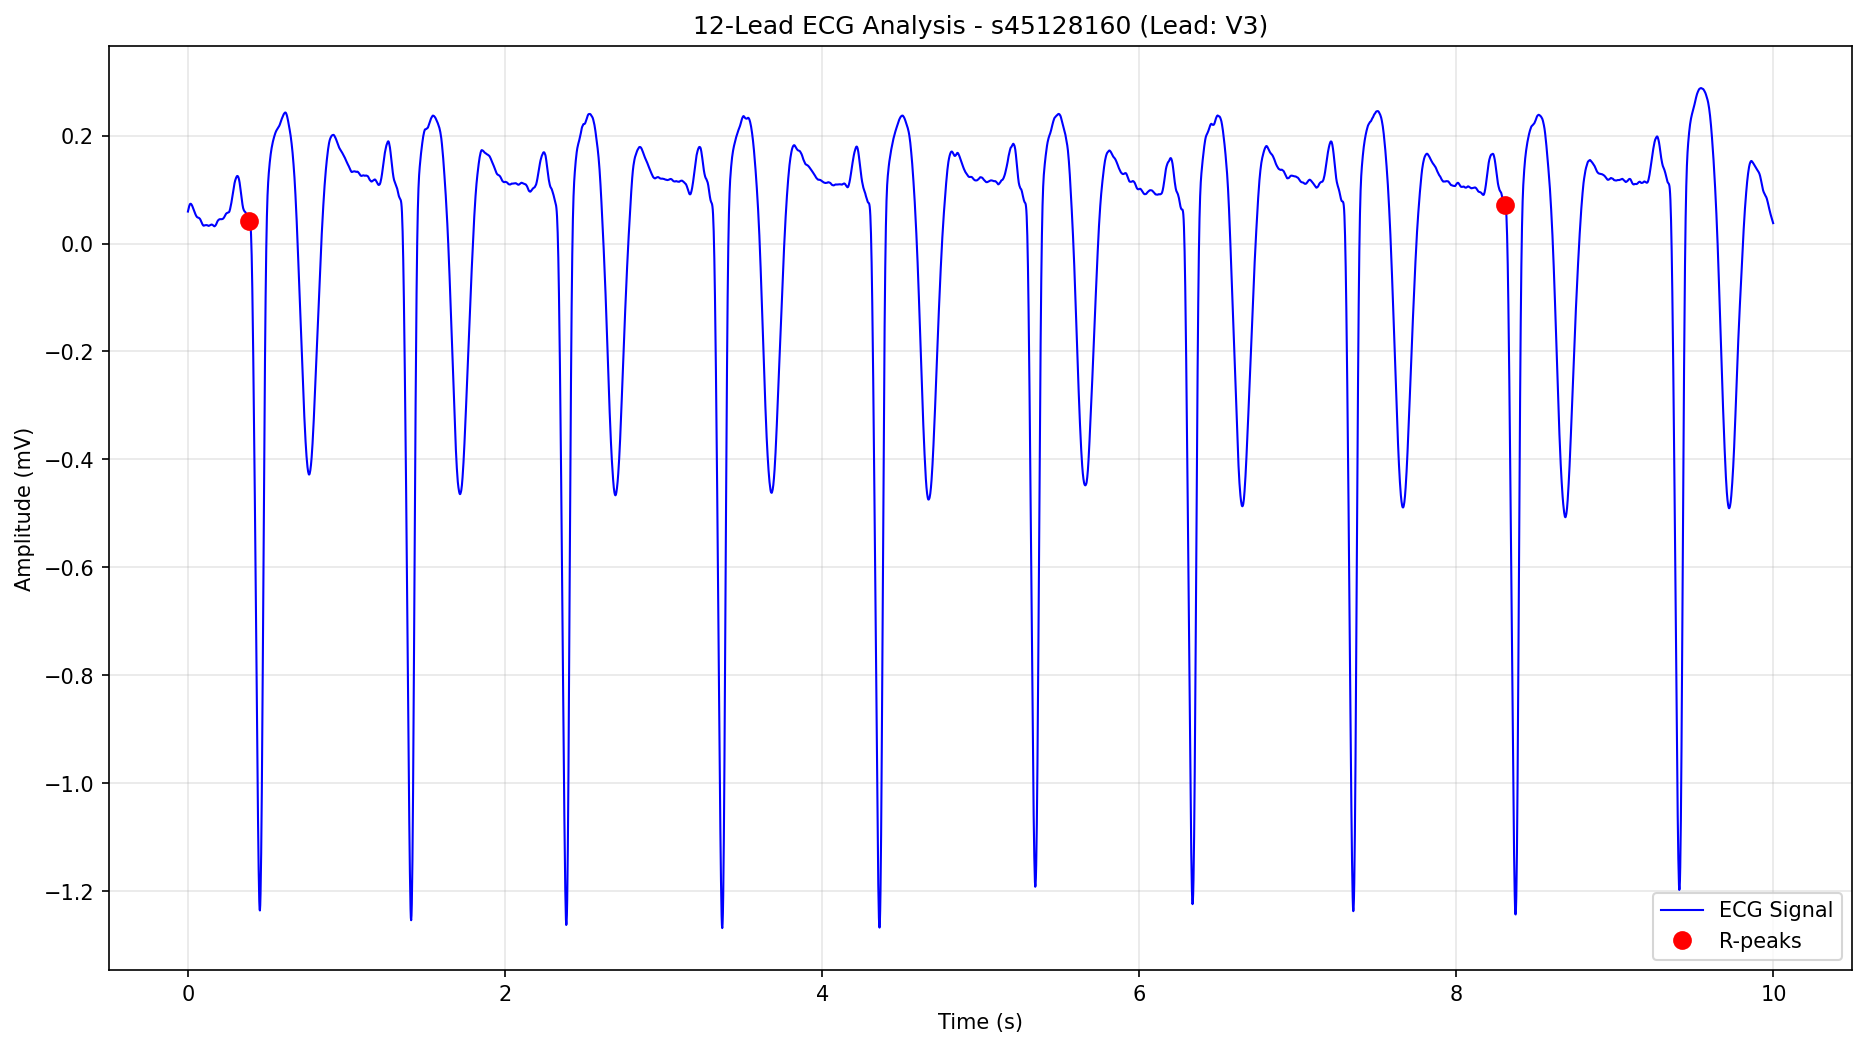 12-Lead ECG Analysis - s45128160 (Lead: V3)
Amplitude (mV)
0.2
0.0
−0.2
−0.4
−0.6
−0.8
−1.0
−1.2
ECG Signal
R-peaks
0 2 4 6 8 10
Time (s)